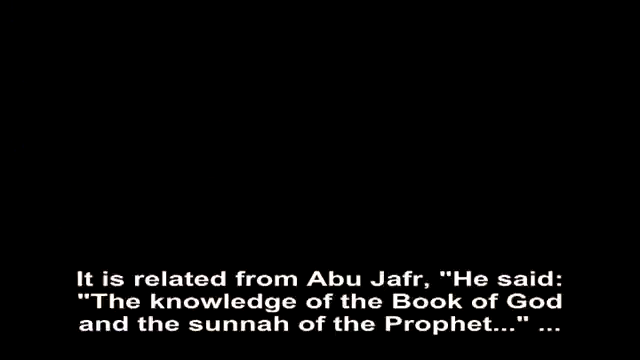 It is related from Abu Jafr, "He said:
"The knowledge of the Book of God
and the sunnah of the Prophet..." ...